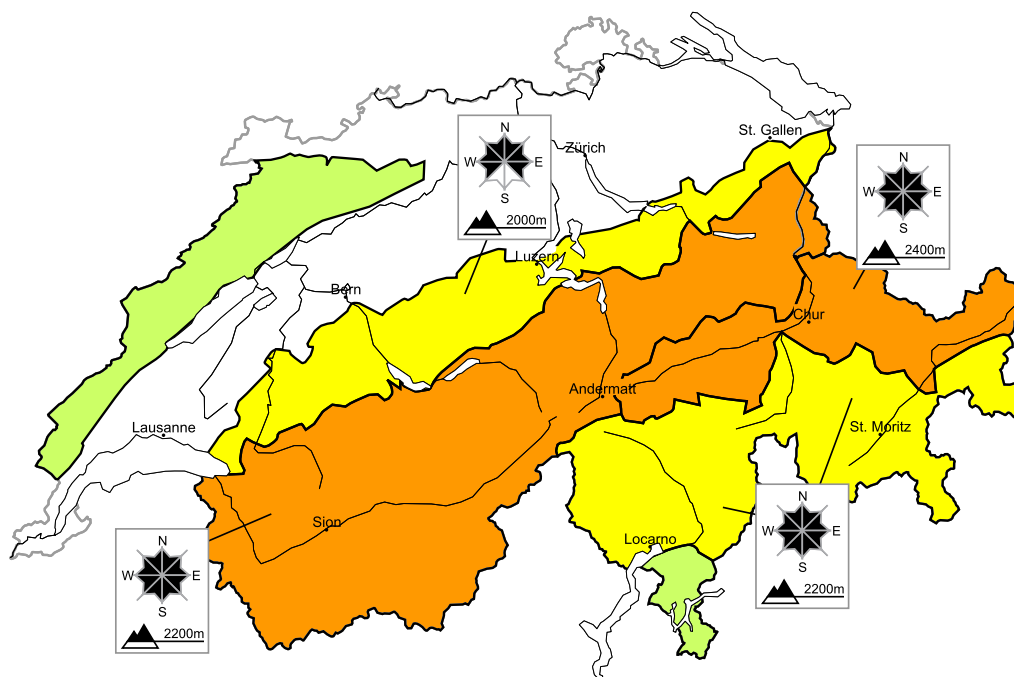 St. Gallen
Zürich
N
W E
S
2000m
N
W E
S
2400m
Luzern
Bern
Chur
Andermatt
Lausanne
St. Moritz
Sion
Locarno
N
W E
S
2200m
N
W E
S
2200m